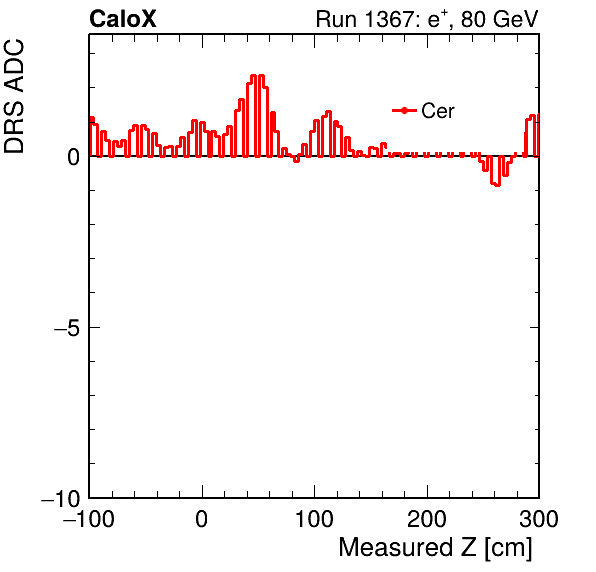 CaloX Run 1367: e⁺, 80 GeV
DRS ADC
Cer
0
−5
−10
−100 0 100 200 300
Measured Z [cm]